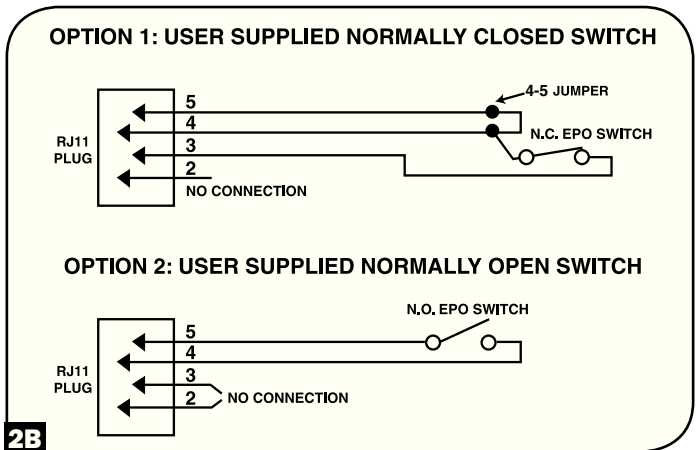 OPTION 1: USER SUPPLIED NORMALLY CLOSED SWITCH
4-5 JUMPER
5
4
N.C. EPO SWITCH
3
RJ11
PLUG
2
NO CONNECTION
OPTION 2: USER SUPPLIED NORMALLY OPEN SWITCH
N.O. EPO SWITCH
5
4
RJ11
PLUG
3
2
NO CONNECTION
2B